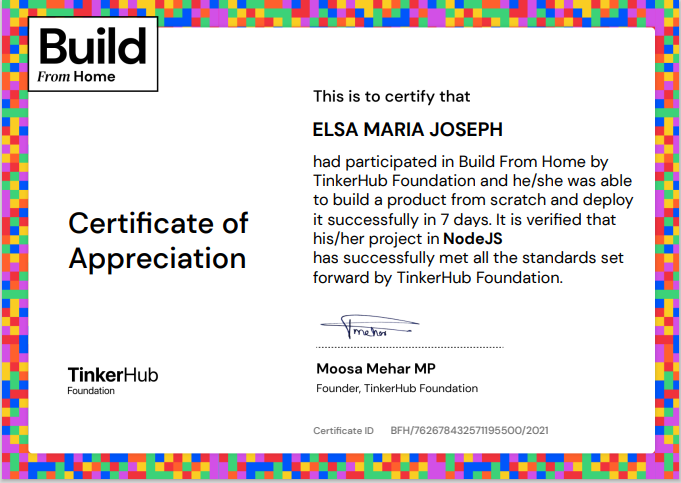 Build
From Home
Certificate of
Appreciation
TinkerHub
Foundation
This is to certify that
ELSA MARIA JOSEPH
had participated in Build From Home by
TinkerHub Foundation and he/she was able
to build a product from scratch and deploy
it successfully in 7 days. It is verified that
his/her project in NodeJS
has successfully met all the standards set
forward by TinkerHub Foundation.
Moosa Mehar MP
Founder, TinkerHub Foundation
Certificate ID BFH/762678432571195500/2021